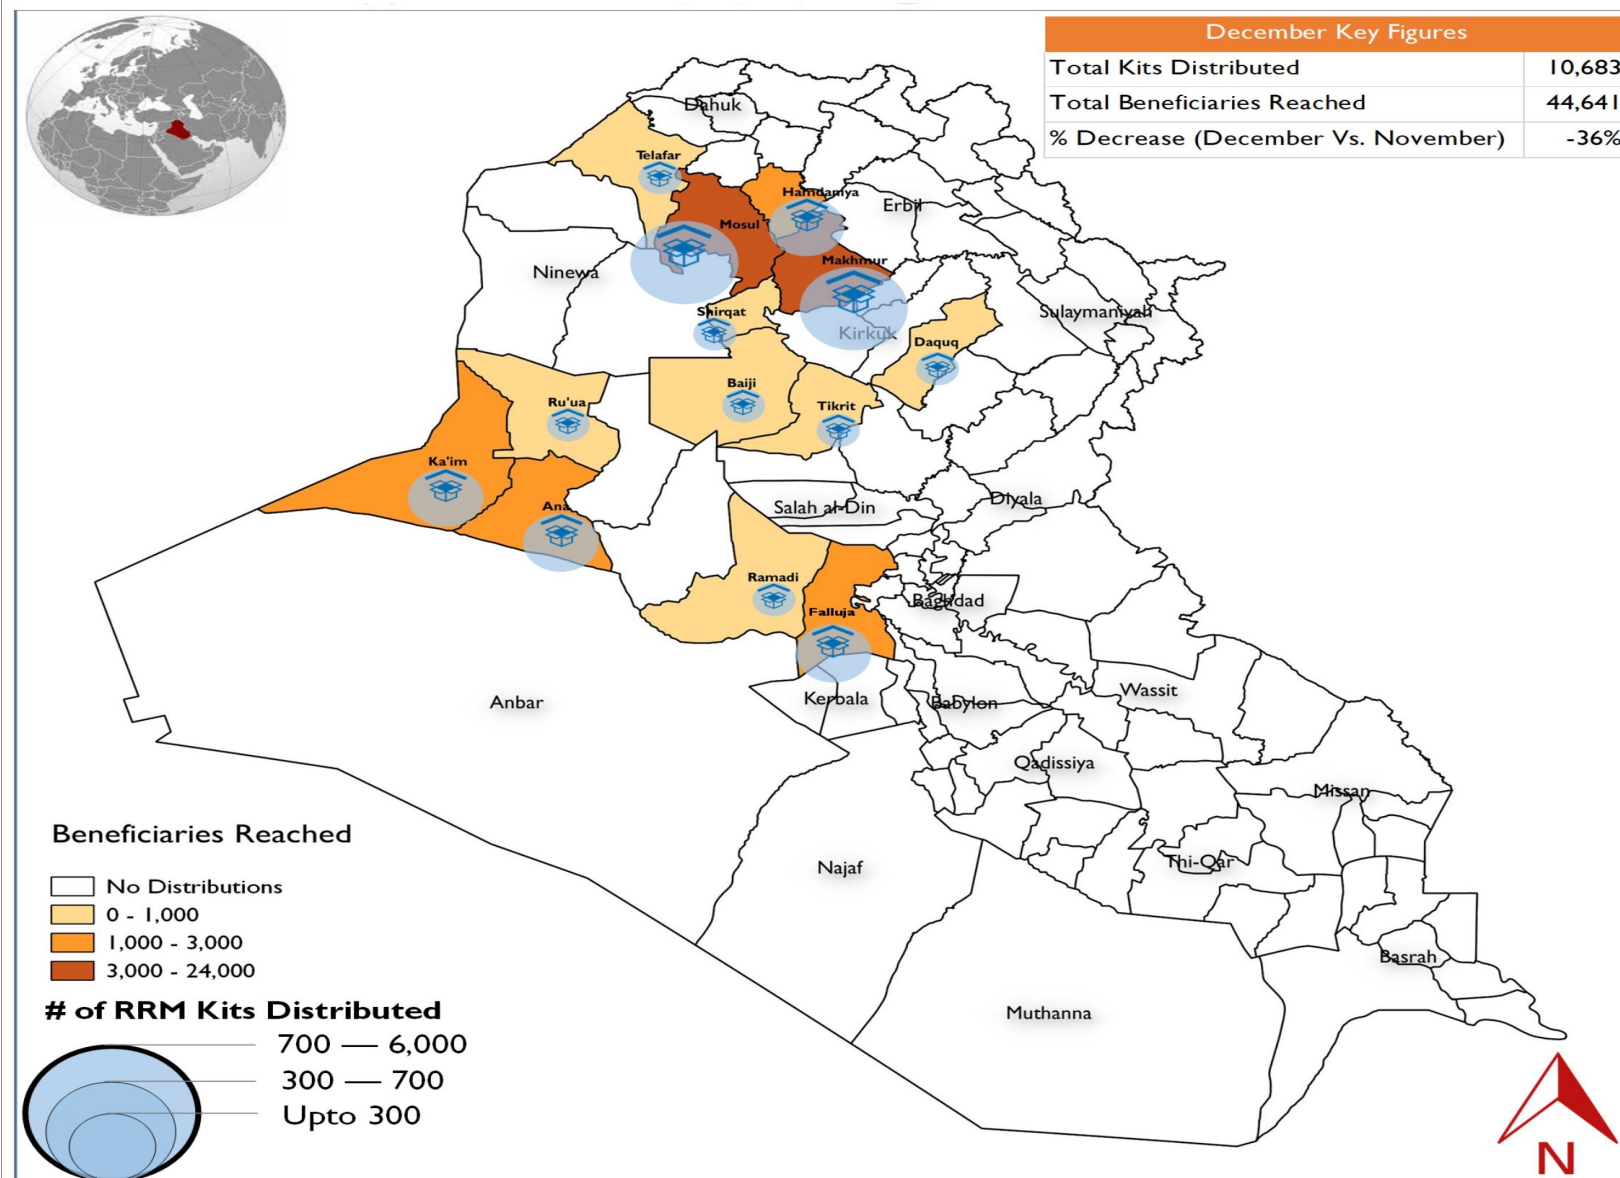 December Key Figures
Total Kits Distributed 10,683
Total Beneficiaries Reached 44,641
% Decrease (December Vs. November) -36%
Dahuk
Telafar
Hamdaniya
Erbil
Mosul
Makhmur
Ninewa
Shirqat
Kirkuk
Sulaymaniyah
Daquq
Baiji
Ru'ua
Tikrit
Ka'im
Ana
Salah al-Din
Diyala
Ramadi
Falluja
Baghdad
Anbar
Kerbala
Babylon
Wassit
Qadissiya
Missan
Najaf
Thi-Qar
Basrah
Muthanna
Beneficiaries Reached
No Distributions
0 - 1,000
1,000 - 3,000
3,000 - 24,000
# of RRM Kits Distributed
700 — 6,000
300 — 700
Upto 300
N